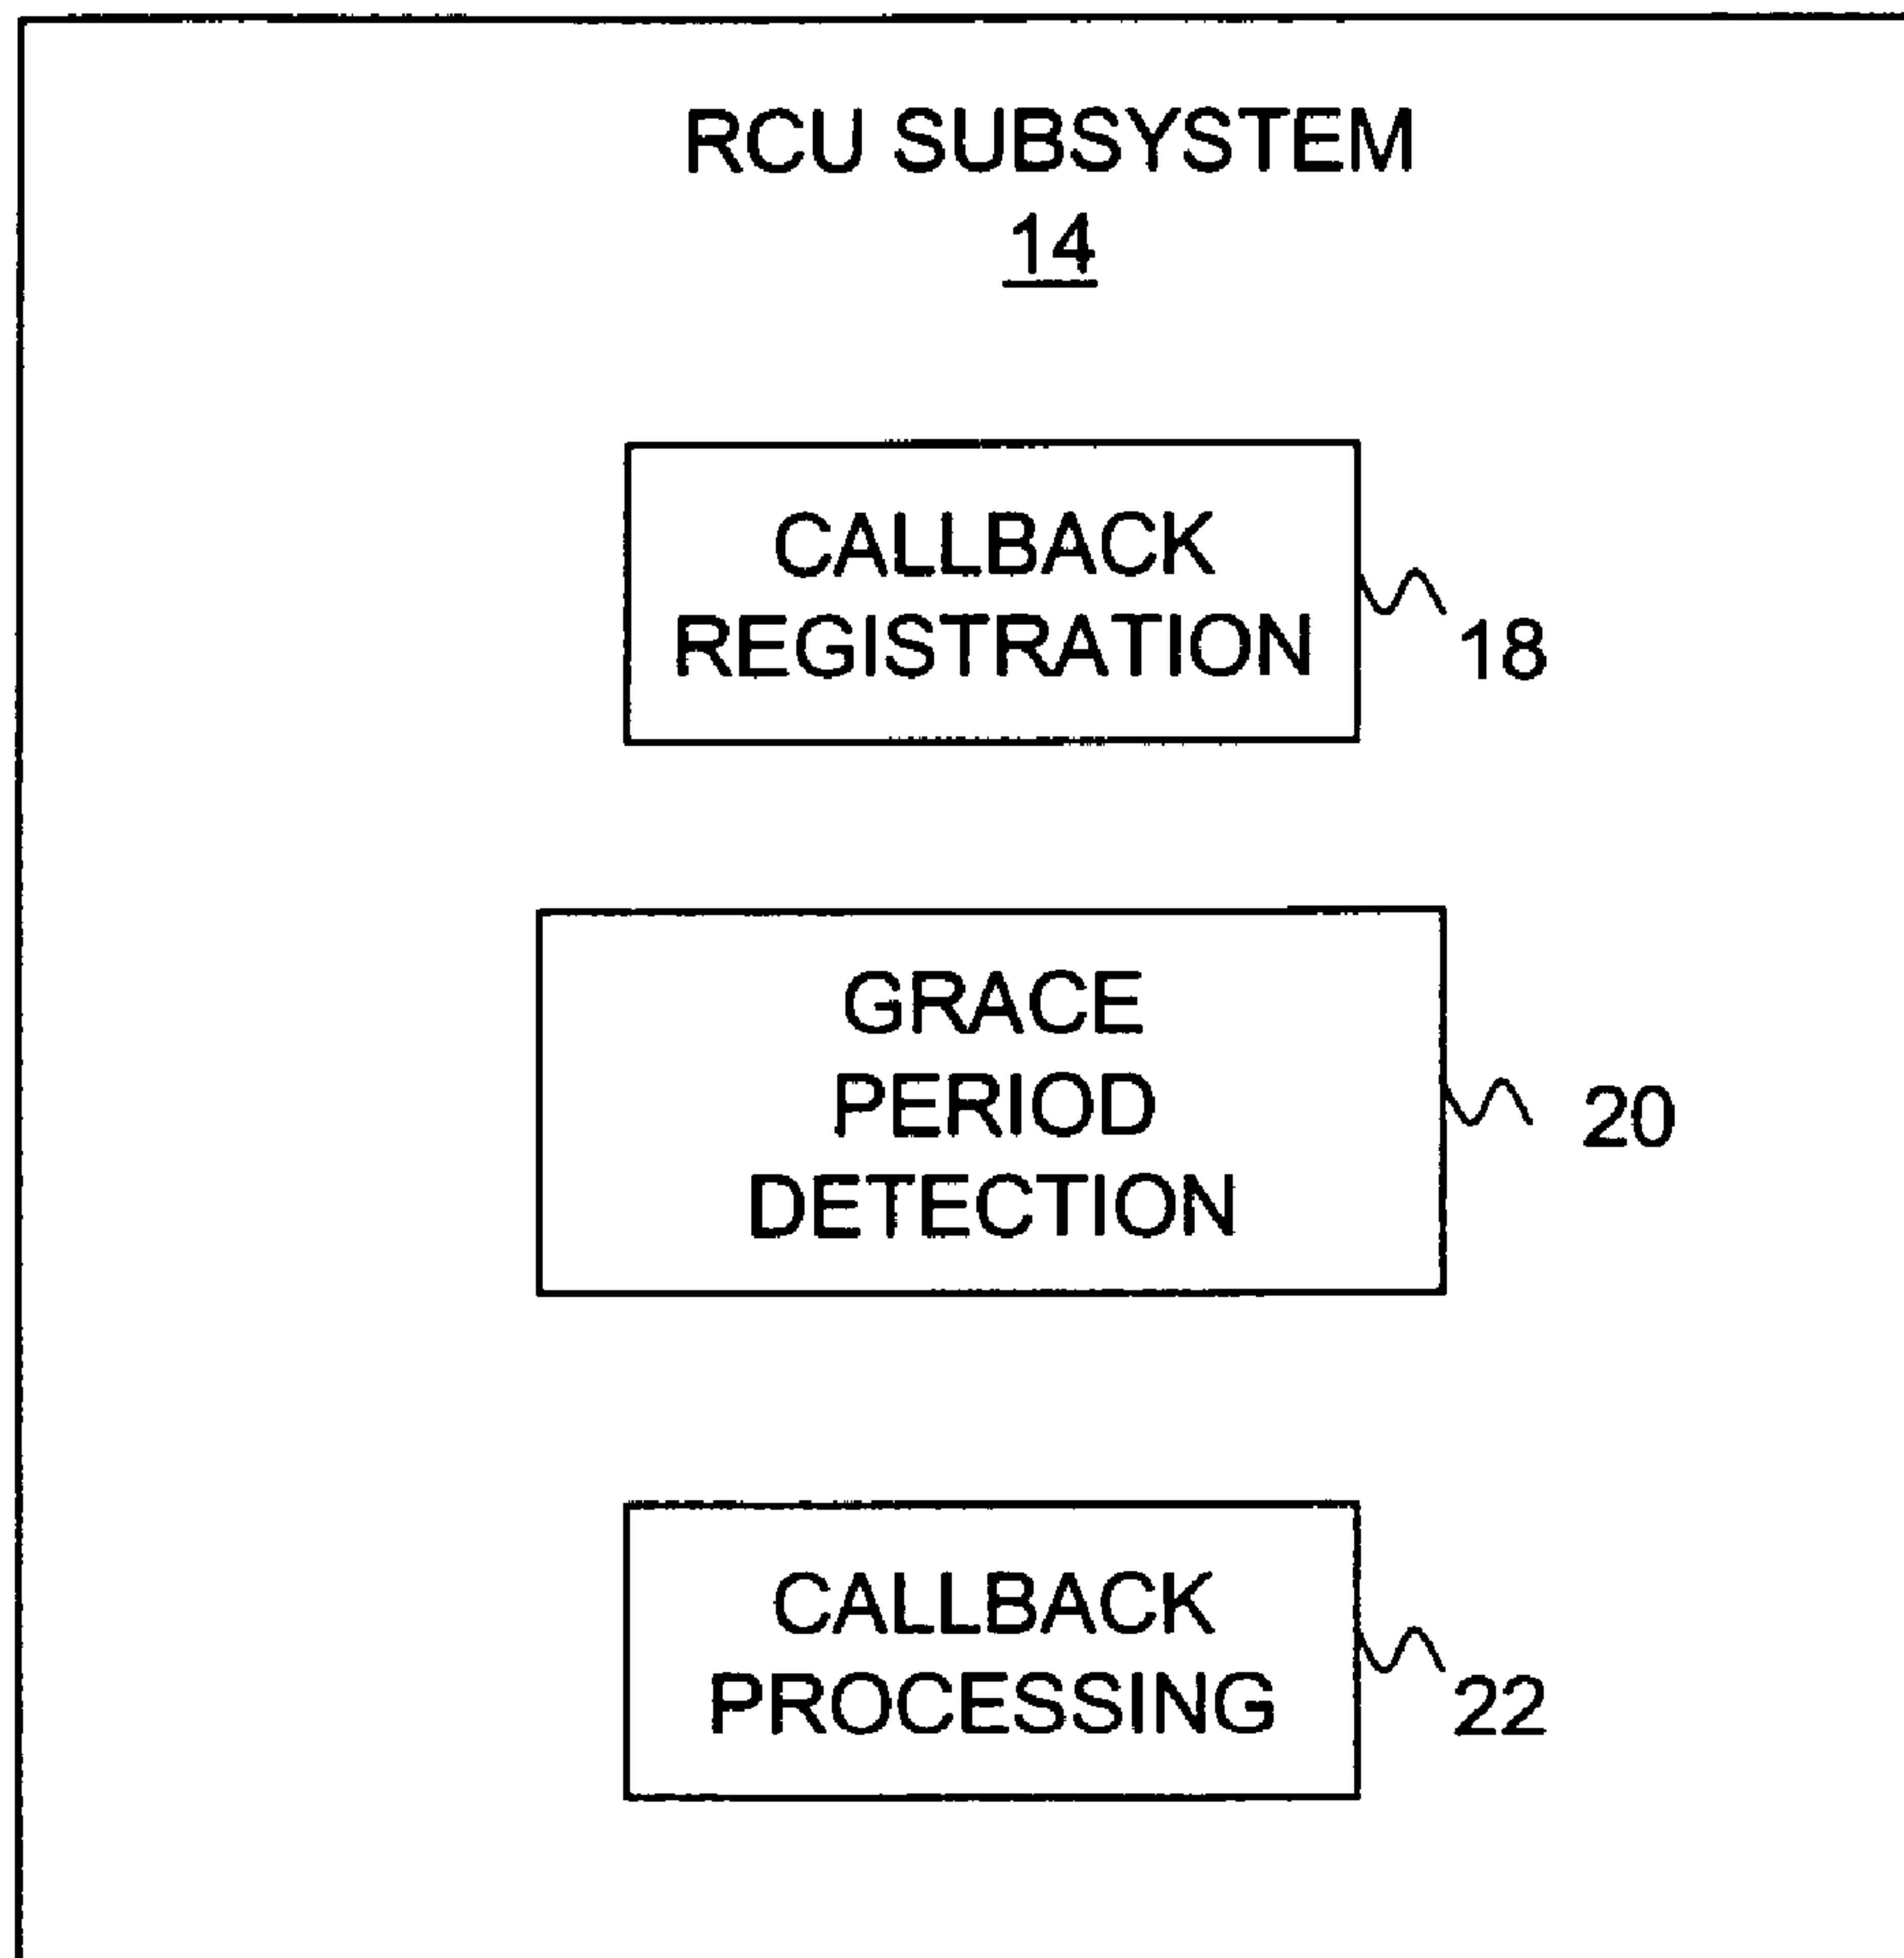 RCU SUBSYSTEM
14
CALLBACK
REGISTRATION
18
GRACE
PERIOD
DETECTION
20
CALLBACK
PROCESSING
22